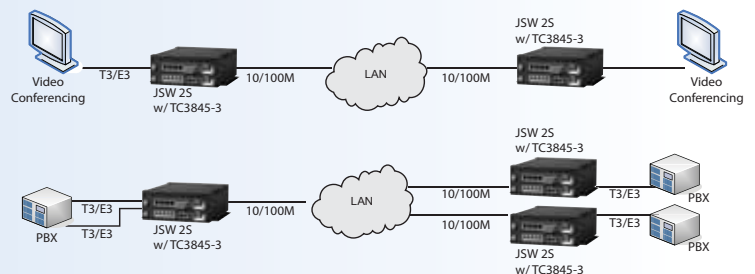 JSW 2S
w/ TC3845-3
T3/E3
10/100M
LAN
10/100M
Video
Conferencing
JSW 2S
w/ TC3845-3
Video
Conferencing
JSW 2S
w/ TC3845-3
T3/E3
10/100M
LAN
10/100M
T3/E3
PBX
PBX
T3/E3
JSW 2S
w/ TC3845-3
10/100M
T3/E3
PBX
JSW 2S
w/ TC3845-3